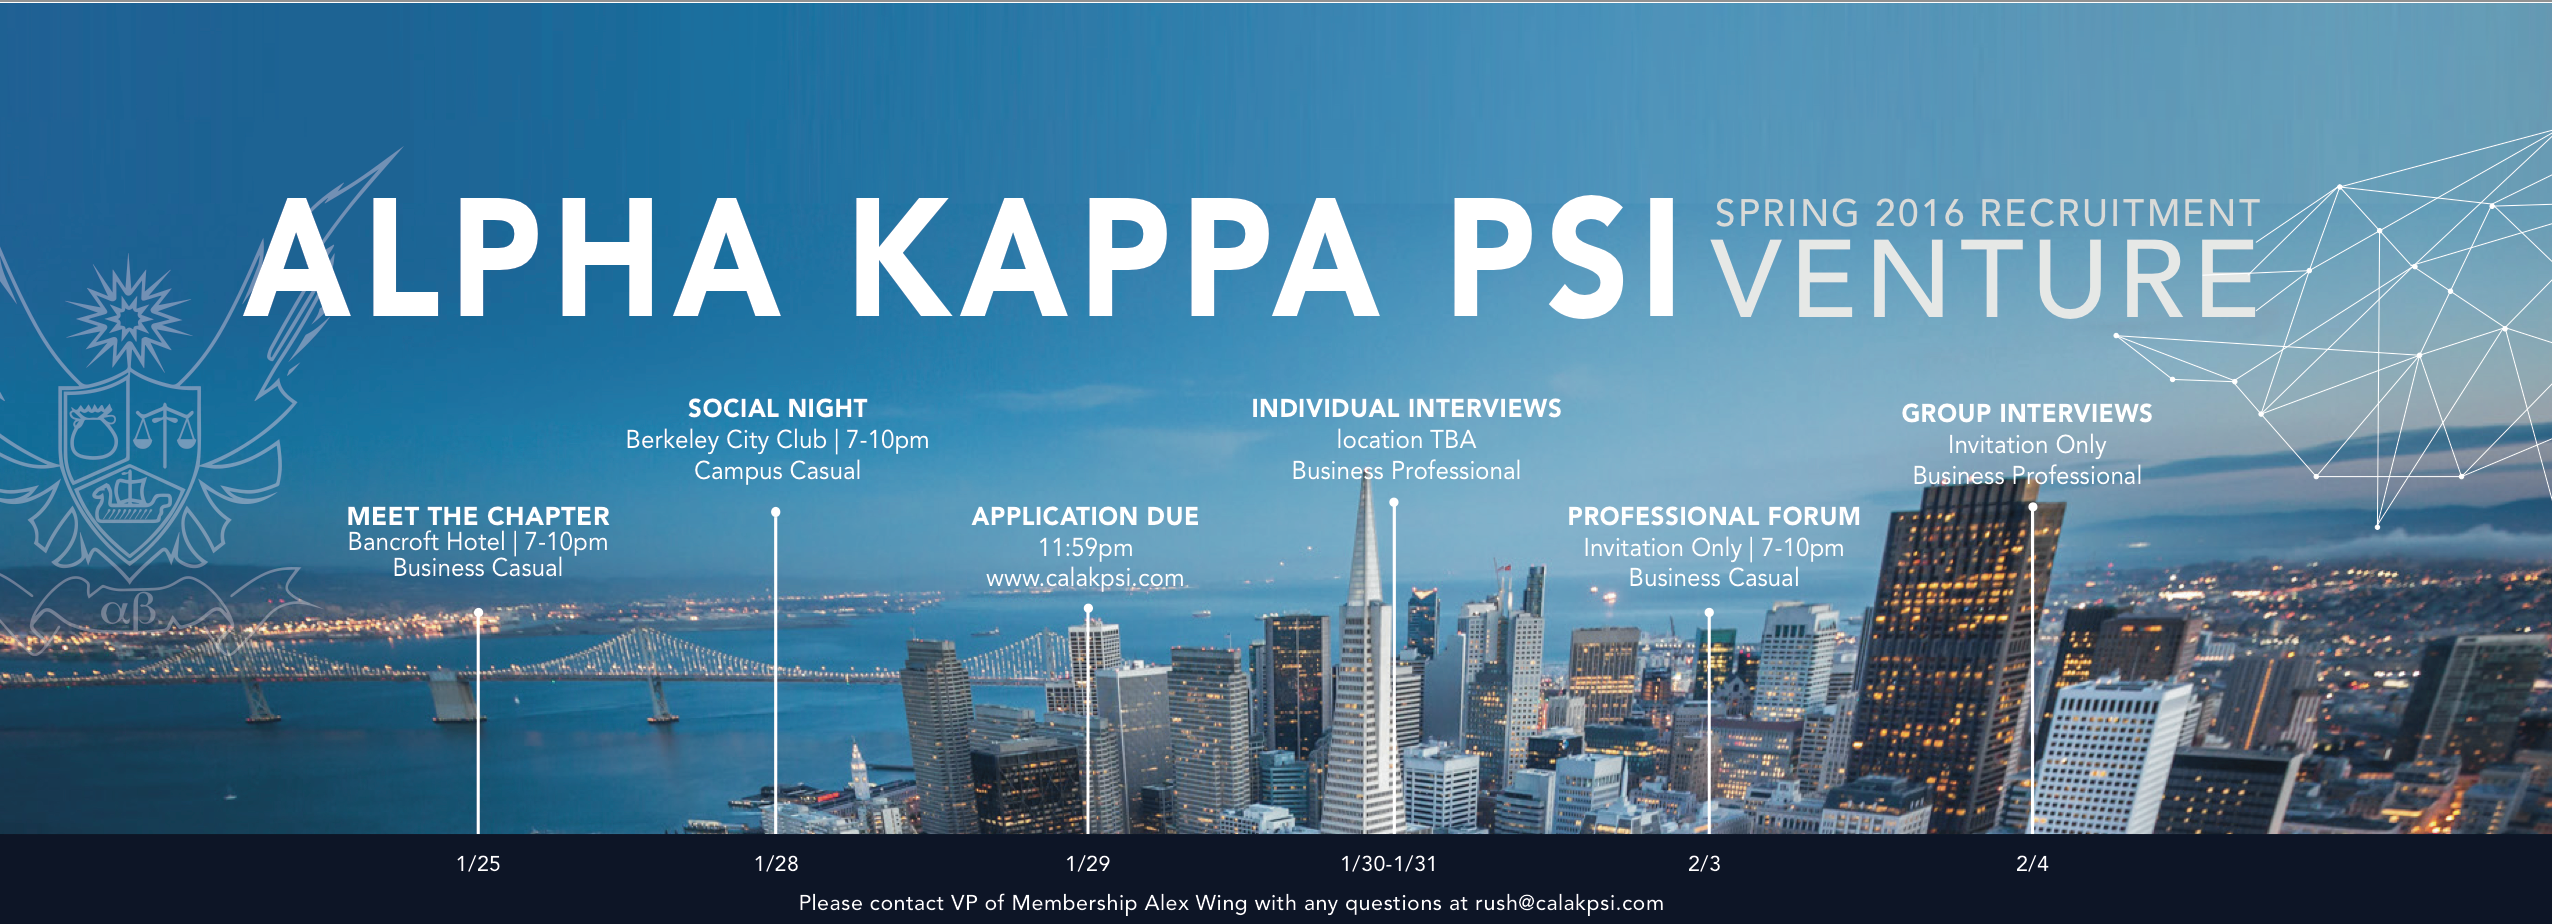 ALPHA KAPPA PSI
SPRING 2016 RECRUITMENT
VENTURE
MEET THE CHAPTER
Bancroft Hotel | 7-10pm
Business Casual
SOCIAL NIGHT
Berkeley City Club | 7-10pm
Campus Casual
APPLICATION DUE
11:59pm
www.calakpsi.com
INDIVIDUAL INTERVIEWS
location TBA
Business Professional
PROFESSIONAL FORUM
Invitation Only | 7-10pm
Business Casual
GROUP INTERVIEWS
Invitation Only
Business Professional
αβ
1/25
1/28
1/29
1/30-1/31
2/3
2/4
Please contact VP of Membership Alex Wing with any questions at rush@calakpsi.com